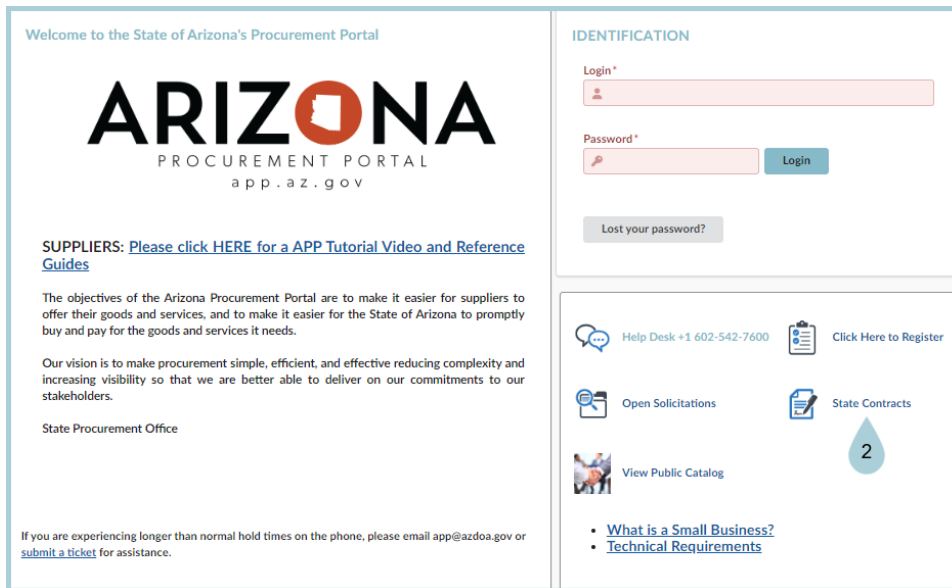 Welcome to the State of Arizona's Procurement Portal
ARIZONA
PROCUREMENT PORTAL
app.az.gov
SUPPLIERS: Please click HERE for a APP Tutorial Video and Reference
Guides
The objectives of the Arizona Procurement Portal are to make it easier for suppliers to
offer their goods and services, and to make it easier for the State of Arizona to promptly
buy and pay for the goods and services it needs.
Our vision is to make procurement simple, efficient, and effective reducing complexity and
increasing visibility so that we are better able to deliver on our commitments to our
stakeholders.
State Procurement Office
If you are experiencing longer than normal hold times on the phone, please email app@azdoa.gov or
submit a ticket for assistance.
IDENTIFICATION
Login*
Password*
Login
Lost your password?
Help Desk +1 602-542-7600
Click Here to Register
Open Solicitations
State Contracts
2
View Public Catalog
• What is a Small Business?
• Technical Requirements